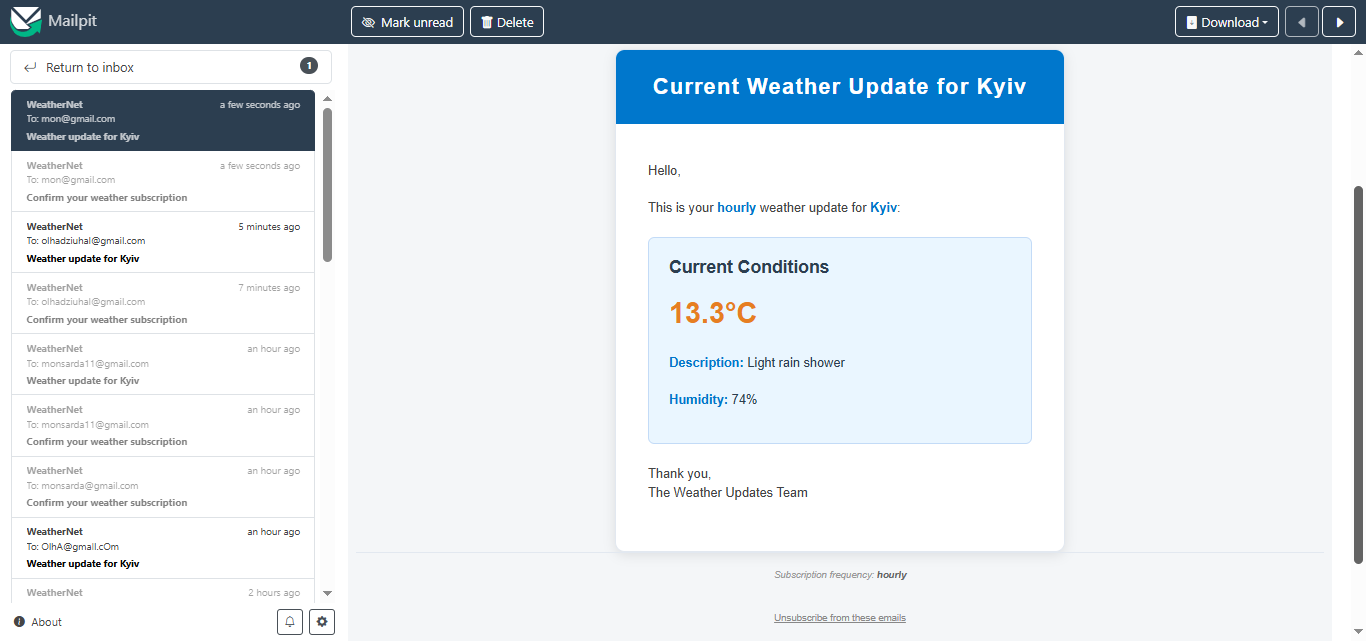 Mailpit
Mark unread
Delete
Download
Return to inbox
1
WeatherNet a few seconds ago
To: mon@gmail.com
Weather update for Kyiv
WeatherNet a few seconds ago
To: mon@gmail.com
Confirm your weather subscription
WeatherNet 5 minutes ago
To: olhadziuhal@gmail.com
Weather update for Kyiv
WeatherNet 7 minutes ago
To: olhadziuhal@gmail.com
Confirm your weather subscription
WeatherNet an hour ago
To: monsarda11@gmail.com
Weather update for Kyiv
WeatherNet an hour ago
To: monsarda11@gmail.com
Confirm your weather subscription
WeatherNet an hour ago
To: monsarda@gmail.com
Confirm your weather subscription
WeatherNet an hour ago
To: OlhA@gmaIl.cOm
Weather update for Kyiv
WeatherNet 2 hours ago
About
Current Weather Update for Kyiv
Hello,
This is your hourly weather update for Kyiv:
Current Conditions
13.3°C
Description: Light rain shower
Humidity: 74%
Thank you,
The Weather Updates Team
Subscription frequency: hourly
Unsubscribe from these emails